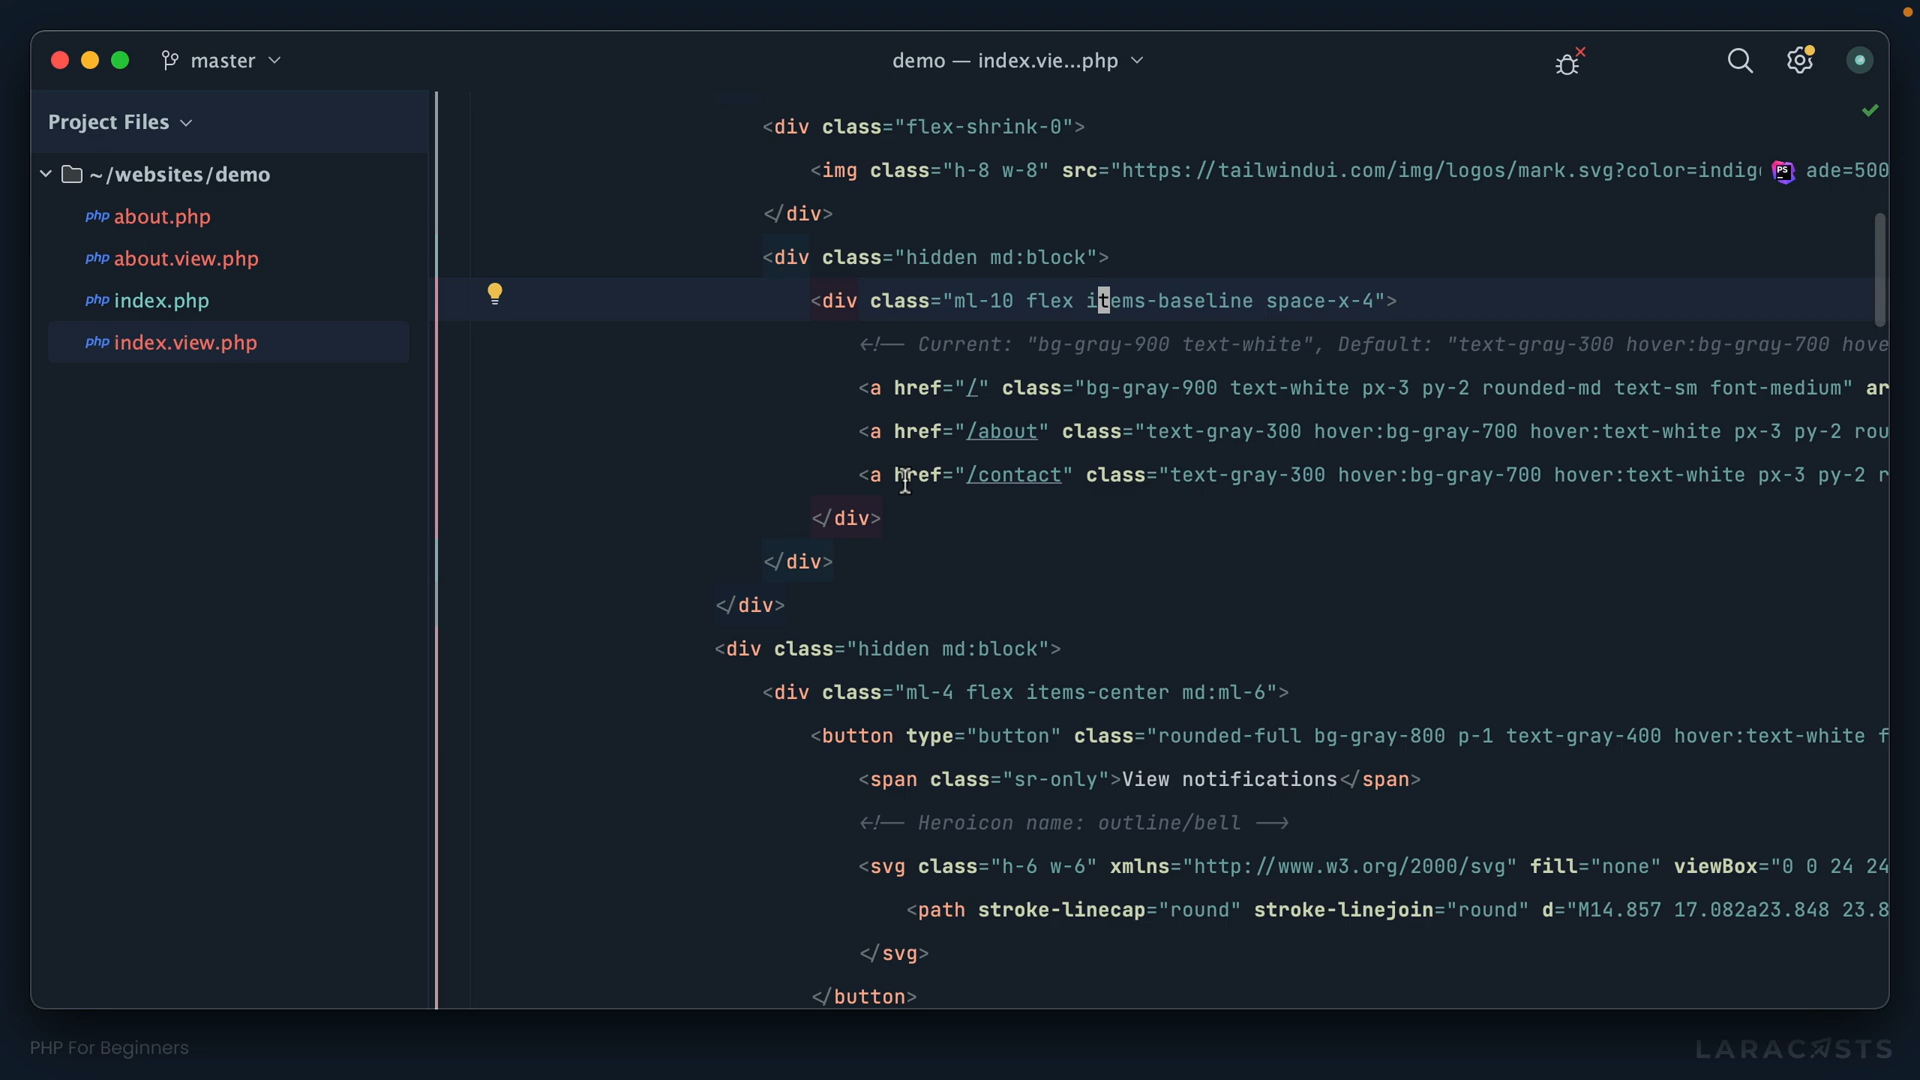 master
demo — index.vie...php
Project Files
~/websites/demo
php about.php
php about.view.php
php index.php
php index.view.php
<div class="flex-shrink-0">
<img class="h-8 w-8" src="https://tailwindui.com/img/logos/mark.svg?color=indig PS ade=500
</div>
<div class="hidden md:block">
<div class="ml-10 flex items-baseline space-x-4">
<!-- Current: "bg-gray-900 text-white", Default: "text-gray-300 hover:bg-gray-700 hove
<a href="/" class="bg-gray-900 text-white px-3 py-2 rounded-md text-sm font-medium" ar
<a href="/about" class="text-gray-300 hover:bg-gray-700 hover:text-white px-3 py-2 rou
<a href="/contact" class="text-gray-300 hover:bg-gray-700 hover:text-white px-3 py-2 r
</div>
</div>
</div>
<div class="hidden md:block">
<div class="ml-4 flex items-center md:ml-6">
<button type="button" class="rounded-full bg-gray-800 p-1 text-gray-400 hover:text-white f
<span class="sr-only">View notifications</span>
<!-- Heroicon name: outline/bell -->
<svg class="h-6 w-6" xmlns="http://www.w3.org/2000/svg" fill="none" viewBox="0 0 24 24
<path stroke-linecap="round" stroke-linejoin="round" d="M14.857 17.082a23.848 23.8
</svg>
</button>
PHP For Beginners
LARACASTS